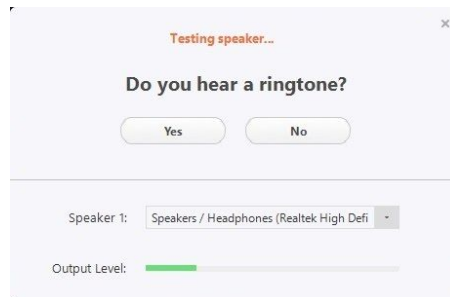 Testing speaker...
Do you hear a ringtone?
Yes No
Speaker 1: Speakers / Headphones (Realtek High Defi
Output Level: